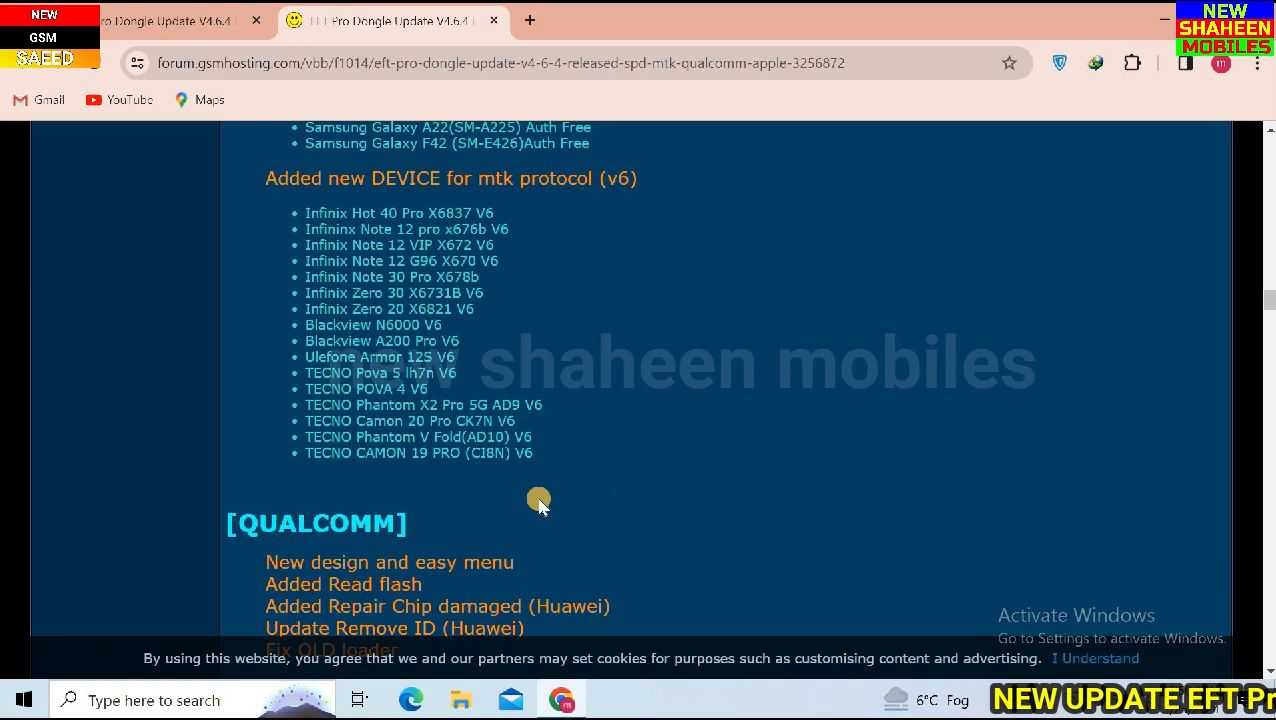 NEW
GSM
SAEED
Pro Dongle Update V4.6.4
EFT Pro Dongle Update V4.6.4
NEW
SHAHEEN
MOBILES
forum.gsmhosting.com/vbb/f1014/eft-pro-dongle-update-v4-6-4-released-spd-mtk-qualcomm-apple-3256872
m
Gmail
YouTube
Maps
Samsung Galaxy A22(SM-A225) Auth Free
Samsung Galaxy F42 (SM-E426)Auth Free
Added new DEVICE for mtk protocol (v6)
Infinix Hot 40 Pro X6837 V6
Infininx Note 12 pro x676b V6
Infinix Note 12 VIP X672 V6
Infinix Note 12 G96 X670 V6
Infinix Note 30 Pro X678b
Infinix Zero 30 X6731B V6
Infinix Zero 20 X6821 V6
Blackview N6000 V6
Blackview A200 Pro V6
Ulefone Armor 12S V6
new shaheen mobiles
TECNO Pova 5 lh7n V6
TECNO POVA 4 V6
TECNO Phantom X2 Pro 5G AD9 V6
TECNO Camon 20 Pro CK7N V6
TECNO Phantom V Fold(AD10) V6
TECNO CAMON 19 PRO (CI8N) V6
[QUALCOMM]
New design and easy menu
Added Read flash
Added Repair Chip damaged (Huawei)
Update Remove ID (Huawei)
Fix OLD loader
Activate Windows
Go to Settings to activate Windows.
By using this website, you agree that we and our partners may set cookies for purposes such as customising content and advertising. I Understand
Type here to search
6°C Fog
NEW UPDATE EFT Pr